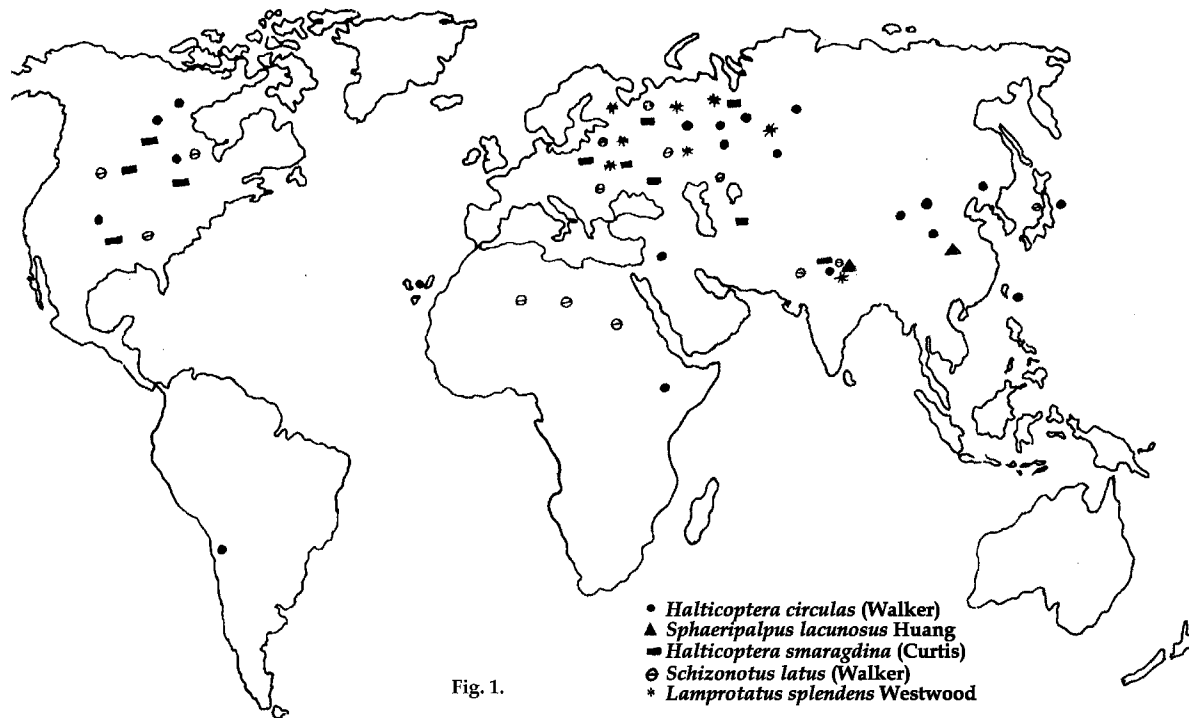 Halticoptera circulas (Walker)
Sphaeripalpus lacunosus Huang
Halticoptera smaragdina (Curtis)
Schizonotus latus (Walker)
Lamprotatus splendens Westwood
Fig. 1.